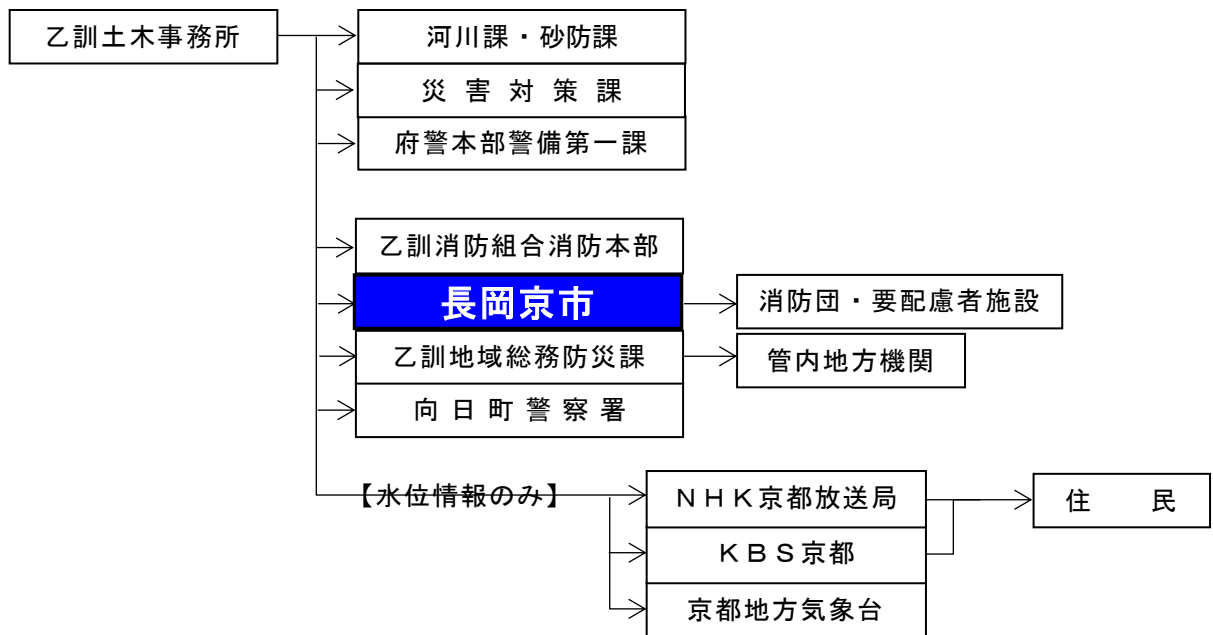 乙訓土木事務所
河川課・砂防課
災害対策課
府警本部警備第一課
乙訓消防組合消防本部
長岡京市
消防団・要配慮者施設
乙訓地域総務防災課
管内地方機関
向日町警察署
【水位情報のみ】
ＮＨＫ京都放送局
住　民
ＫＢＳ京都
京都地方気象台